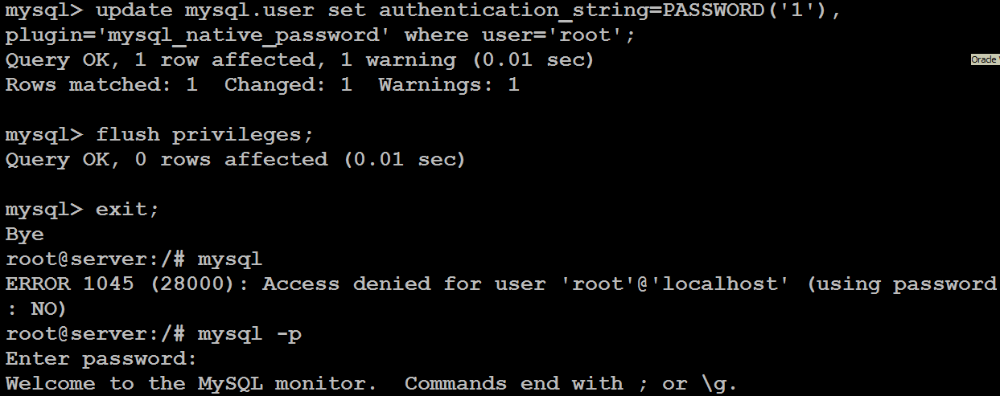 mysql> update mysql.user set authentication_string=PASSWORD('1'),
plugin='mysql_native_password' where user='root';
Query OK, 1 row affected, 1 warning (0.01 sec)
Oracle
Rows matched: 1  Changed: 1  Warnings: 1
mysql> flush privileges;
Query OK, 0 rows affected (0.01 sec)
mysql> exit;
Bye
root@server:/# mysql
ERROR 1045 (28000): Access denied for user 'root'@'localhost' (using password
: NO)
root@server:/# mysql -p
Enter password:
Welcome to the MySQL monitor.  Commands end with ; or \g.